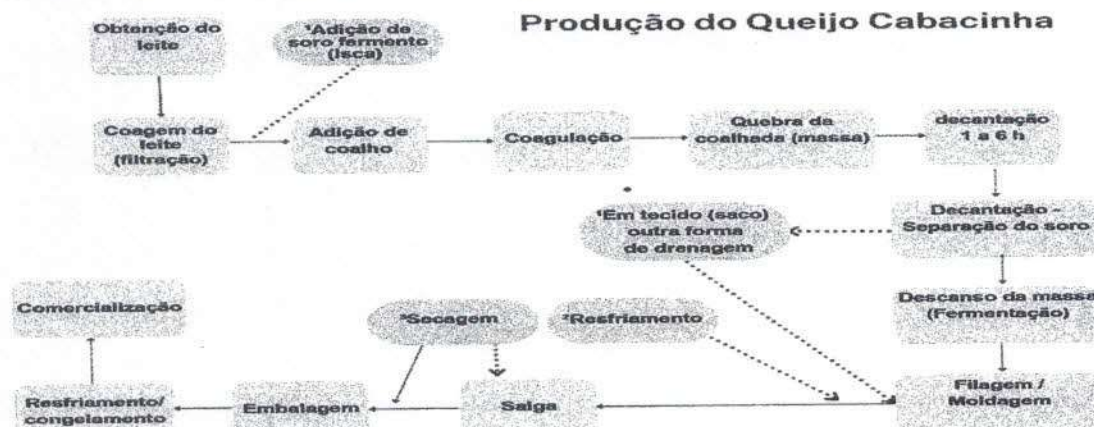 Produção do Queijo Cabacinha
Obtenção do
leite
¹Adição de
soro fermento
(Isca)
Coagem do
leite
(filtração)
Adição de
coalho
Coagulação
Quebra da
coalhada (massa)
decantação
1 a 6 h
¹Em tecido (saco)
outra forma
de drenagem
Decantação -
Separação do soro
Descanso da massa
(Fermentação)
Comercialização
³Secagem
²Resfriamento
Filagem /
Moldagem
Salga
Embalagem
Resfriamento/
congelamento